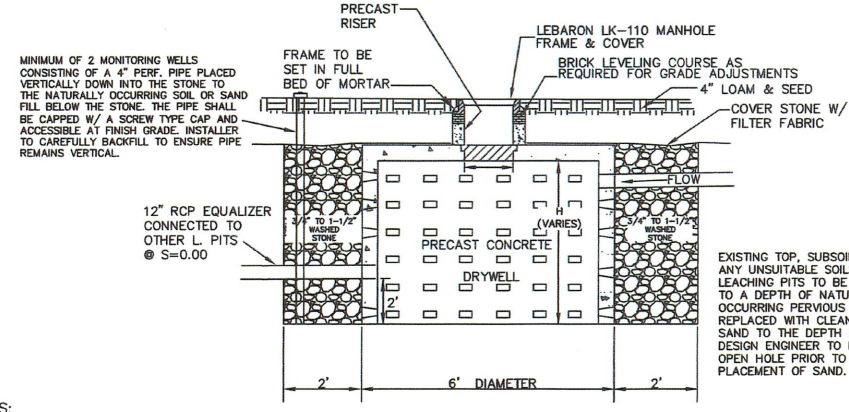 PRECAST
RISER
LEBARON LK-110 MANHOLE
FRAME & COVER
MINIMUM OF 2 MONITORING WELLS
CONSISTING OF A 4" PERF. PIPE PLACED
VERTICALLY DOWN INTO THE STONE TO
THE NATURALLY OCCURING SOIL OR SAND
FILL BELOW THE STONE. THE PIPE SHALL
BE CAPPED W/ A SCREW TYPE CAP AND
ACCESSIBLE AT FINISH GRADE. INSTALLER
TO CAREFULLY BACKFILL TO ENSURE PIPE
REMAINS VERTICAL.
FRAME TO BE
SET IN FULL
BED OF MORTAR
BRICK LEVELING COURSE AS
REQUIRED FOR GRADE ADJUSTMENTS
4" LOAM & SEED
COVER STONE W/
FILTER FABRIC
FLOW
12" RCP EQUALIZER
CONNECTED TO
OTHER L. PITS
@ S=0.00
3/4" TO 1-1/2"
WASHED
STONE
H
(VARIES)
PRECAST CONCRETE
DRYWELL
3/4" TO 1-1/2"
WASHED
STONE
2'
EXISTING TOP, SUBSOI
ANY UNSUITABLE SOIL
LEACHING PITS TO BE
TO A DEPTH OF NATU
OCCURING PERVIOUS
REPLACED WITH CLEAN
SAND TO THE DEPTH
DESIGN ENGINEER TO
OPEN HOLE PRIOR TO
PLACEMENT OF SAND.
2'
6' DIAMETER
2'
S: